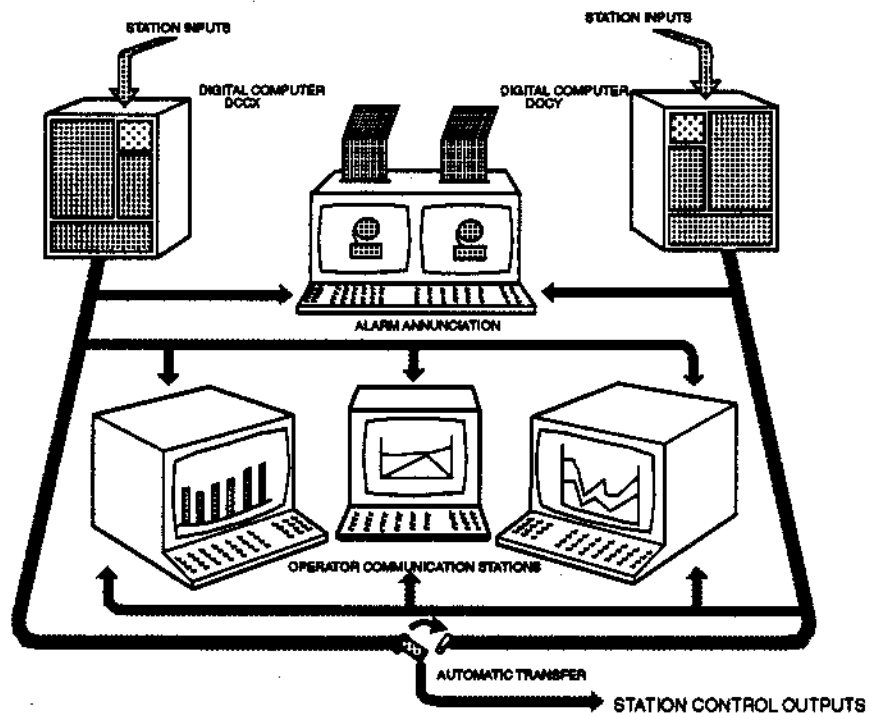 STATION INPUTS
STATION INPUTS
DIGITAL COMPUTER
DCCX
DIGITAL COMPUTER
DCCY
ALARM ANNUNCIATION
OPERATOR COMMUNICATION STATIONS
AUTOMATIC TRANSFER
STATION CONTROL OUTPUTS